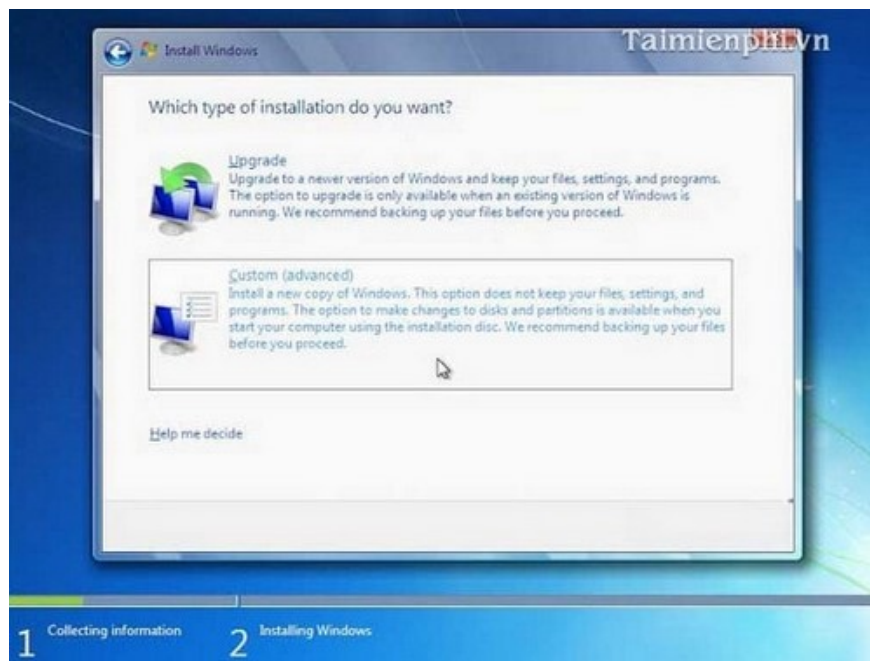 Taimienphi.vn
Install Windows
Which type of installation do you want?
Upgrade
Upgrade to a newer version of Windows and keep your files, settings, and programs.
The option to upgrade is only available when an existing version of Windows is
running. We recommend backing up your files before you proceed.
Custom (advanced)
Install a new copy of Windows. This option does not keep your files, settings, and
programs. The option to make changes to disks and partitions is available when you
start your computer using the installation disc. We recommend backing up your files
before you proceed.
Help me decide
1 Collecting information
2 Installing Windows